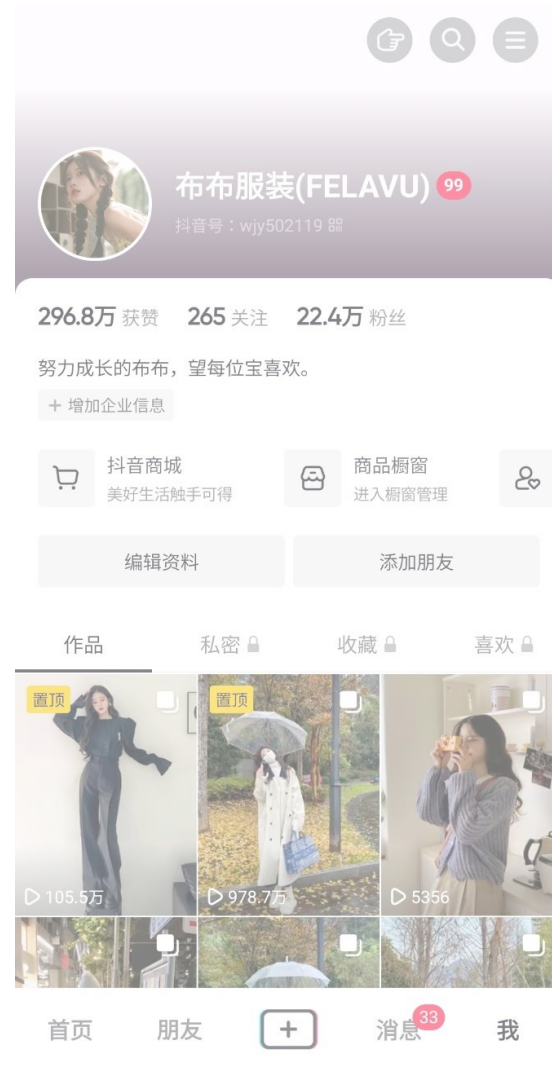 布布服装(FELAVU) 99
抖音号：wjy502119
296.8万 获赞 265 关注 22.4万 粉丝
努力成长的布布，望每位宝喜欢。
+ 增加企业信息
抖音商城 商品橱窗
美好生活触手可得 进入橱窗管理
编辑资料 添加朋友
作品 私密 收藏 喜欢
置顶 置顶
105.5万 978.7万 5356
首页 朋友 消息 33 我